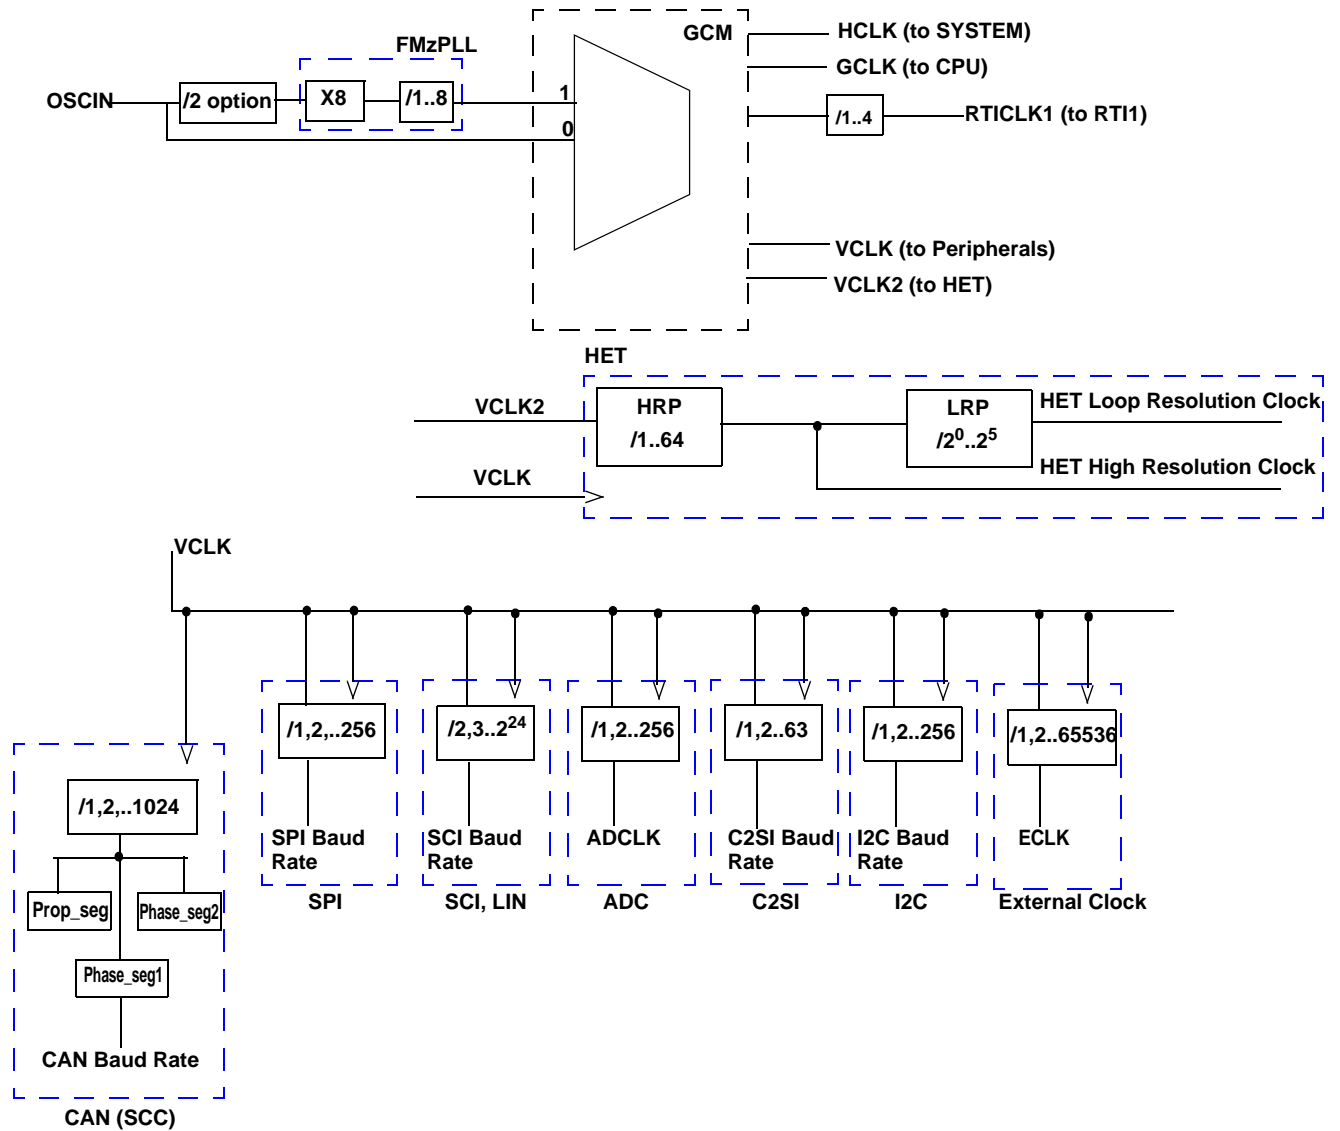 GCM
HCLK (to SYSTEM)
FMzPLL
GCLK (to CPU)
OSCIN
/2 option
X8
/1..8
1
0
/1..4
RTICLK1 (to RTI1)
VCLK (to Peripherals)
VCLK2 (to HET)
HET
VCLK2
HRP
/1..64
LRP
/2^0..2^5
HET Loop Resolution Clock
HET High Resolution Clock
VCLK
VCLK
/1,2,..256
/2,3..2^24
/1,2..256
/1,2..63
/1,2..256
/1,2..65536
/1,2,..1024
SPI Baud
Rate
SCI Baud
Rate
ADCLK
C2SI Baud
Rate
I2C Baud
Rate
ECLK
SPI
SCI, LIN
ADC
C2SI
I2C
External Clock
Prop_seg
Phase_seg2
Phase_seg1
CAN Baud Rate
CAN (SCC)